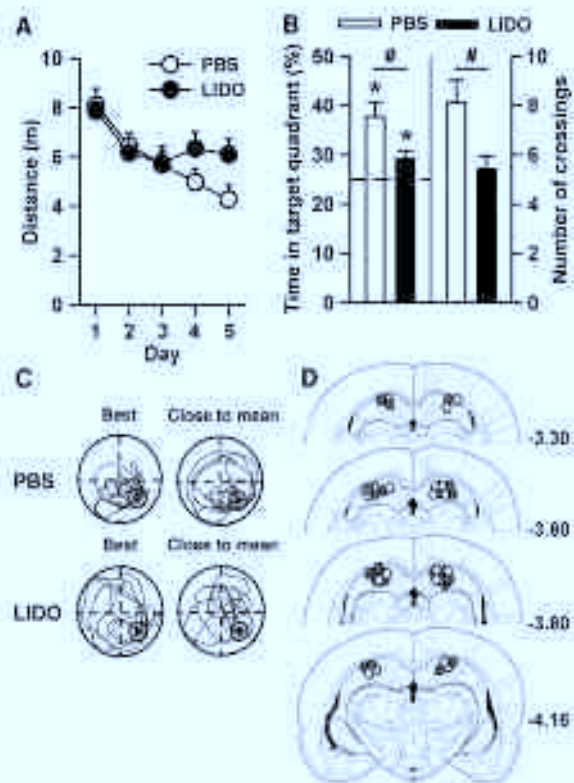 A
PBS
LIDO
10
8
6
4
2
0
Distance (m)
1 2 3 4 5
Day
B
PBS LIDO
50
40
30
20
10
0
Time in target quadrant (%)
# #
* *
10
8
6
4
2
0
Number of crossings
C
Best Close to mean
PBS
Best Close to mean
LIDO
D
-3.30
-3.60
-3.80
-4.16